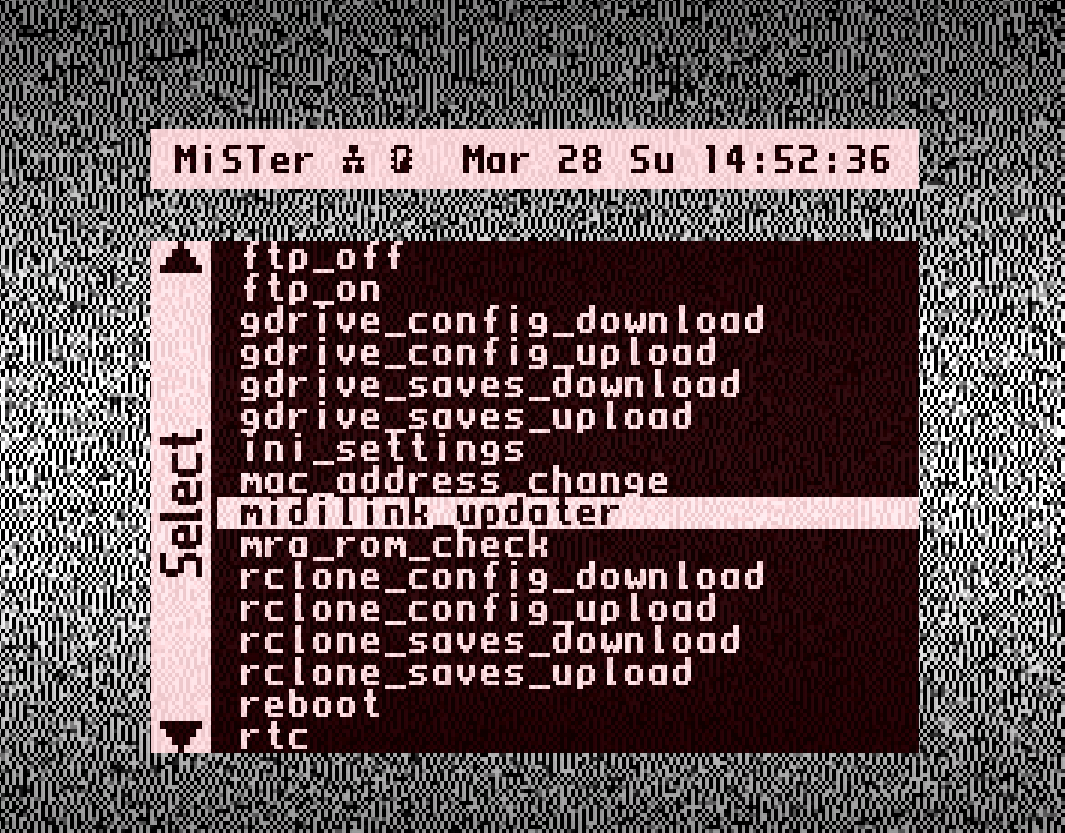 MiSTer Mar 28 Su 14:52:36
Select
ftp_off
ftp_on
gdrive_config_download
gdrive_config_upload
gdrive_saves_download
gdrive_saves_upload
ini_settings
mac_address_change
midilink_updater
mra_rom_check
rclone_config_download
rclone_config_upload
rclone_saves_download
rclone_saves_upload
reboot
rtc